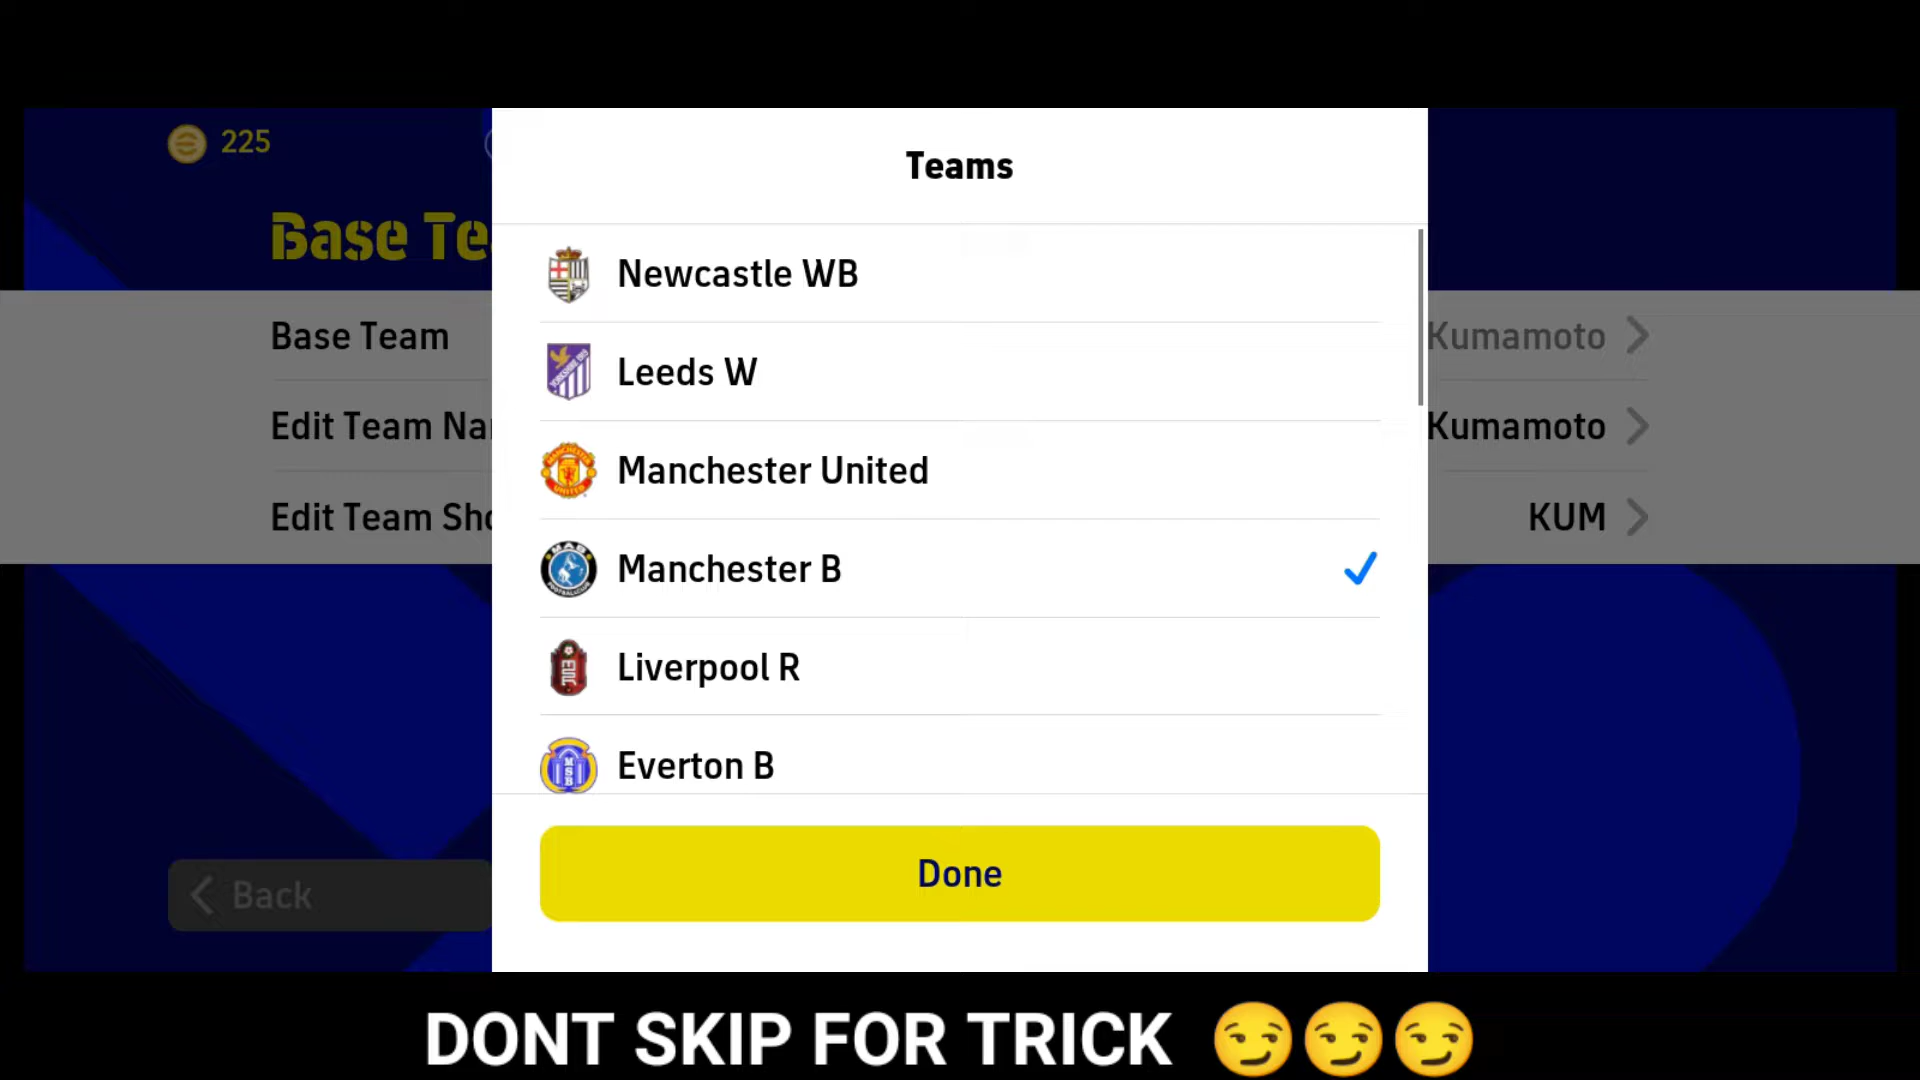 225
Teams
Base Te
Newcastle WB
Base Team
Kumamoto
Leeds W
Edit Team Na
Kumamoto
Manchester United
Edit Team Sho
KUM
Manchester B
Liverpool R
Everton B
Done
Back
DONT SKIP FOR TRICK 😏😏😏